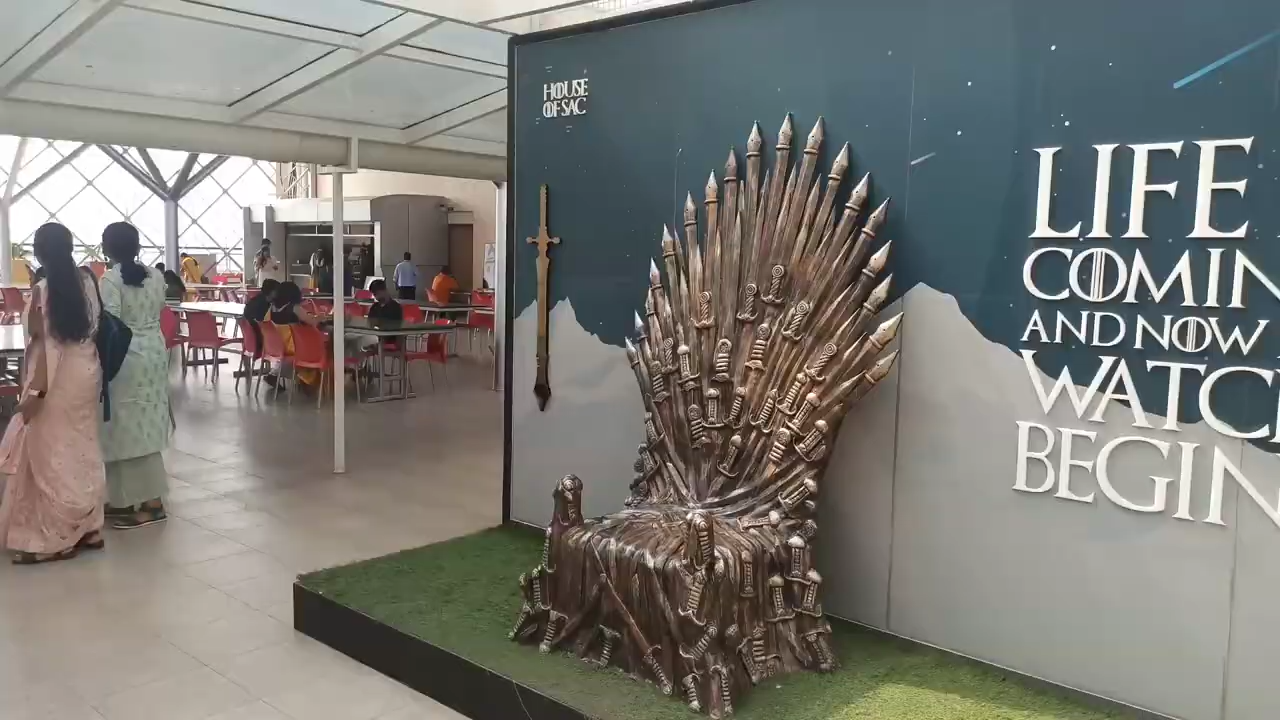 HOUSE
OF SAC
LIFE
COMIN
AND NOW
WATC
BEGIN